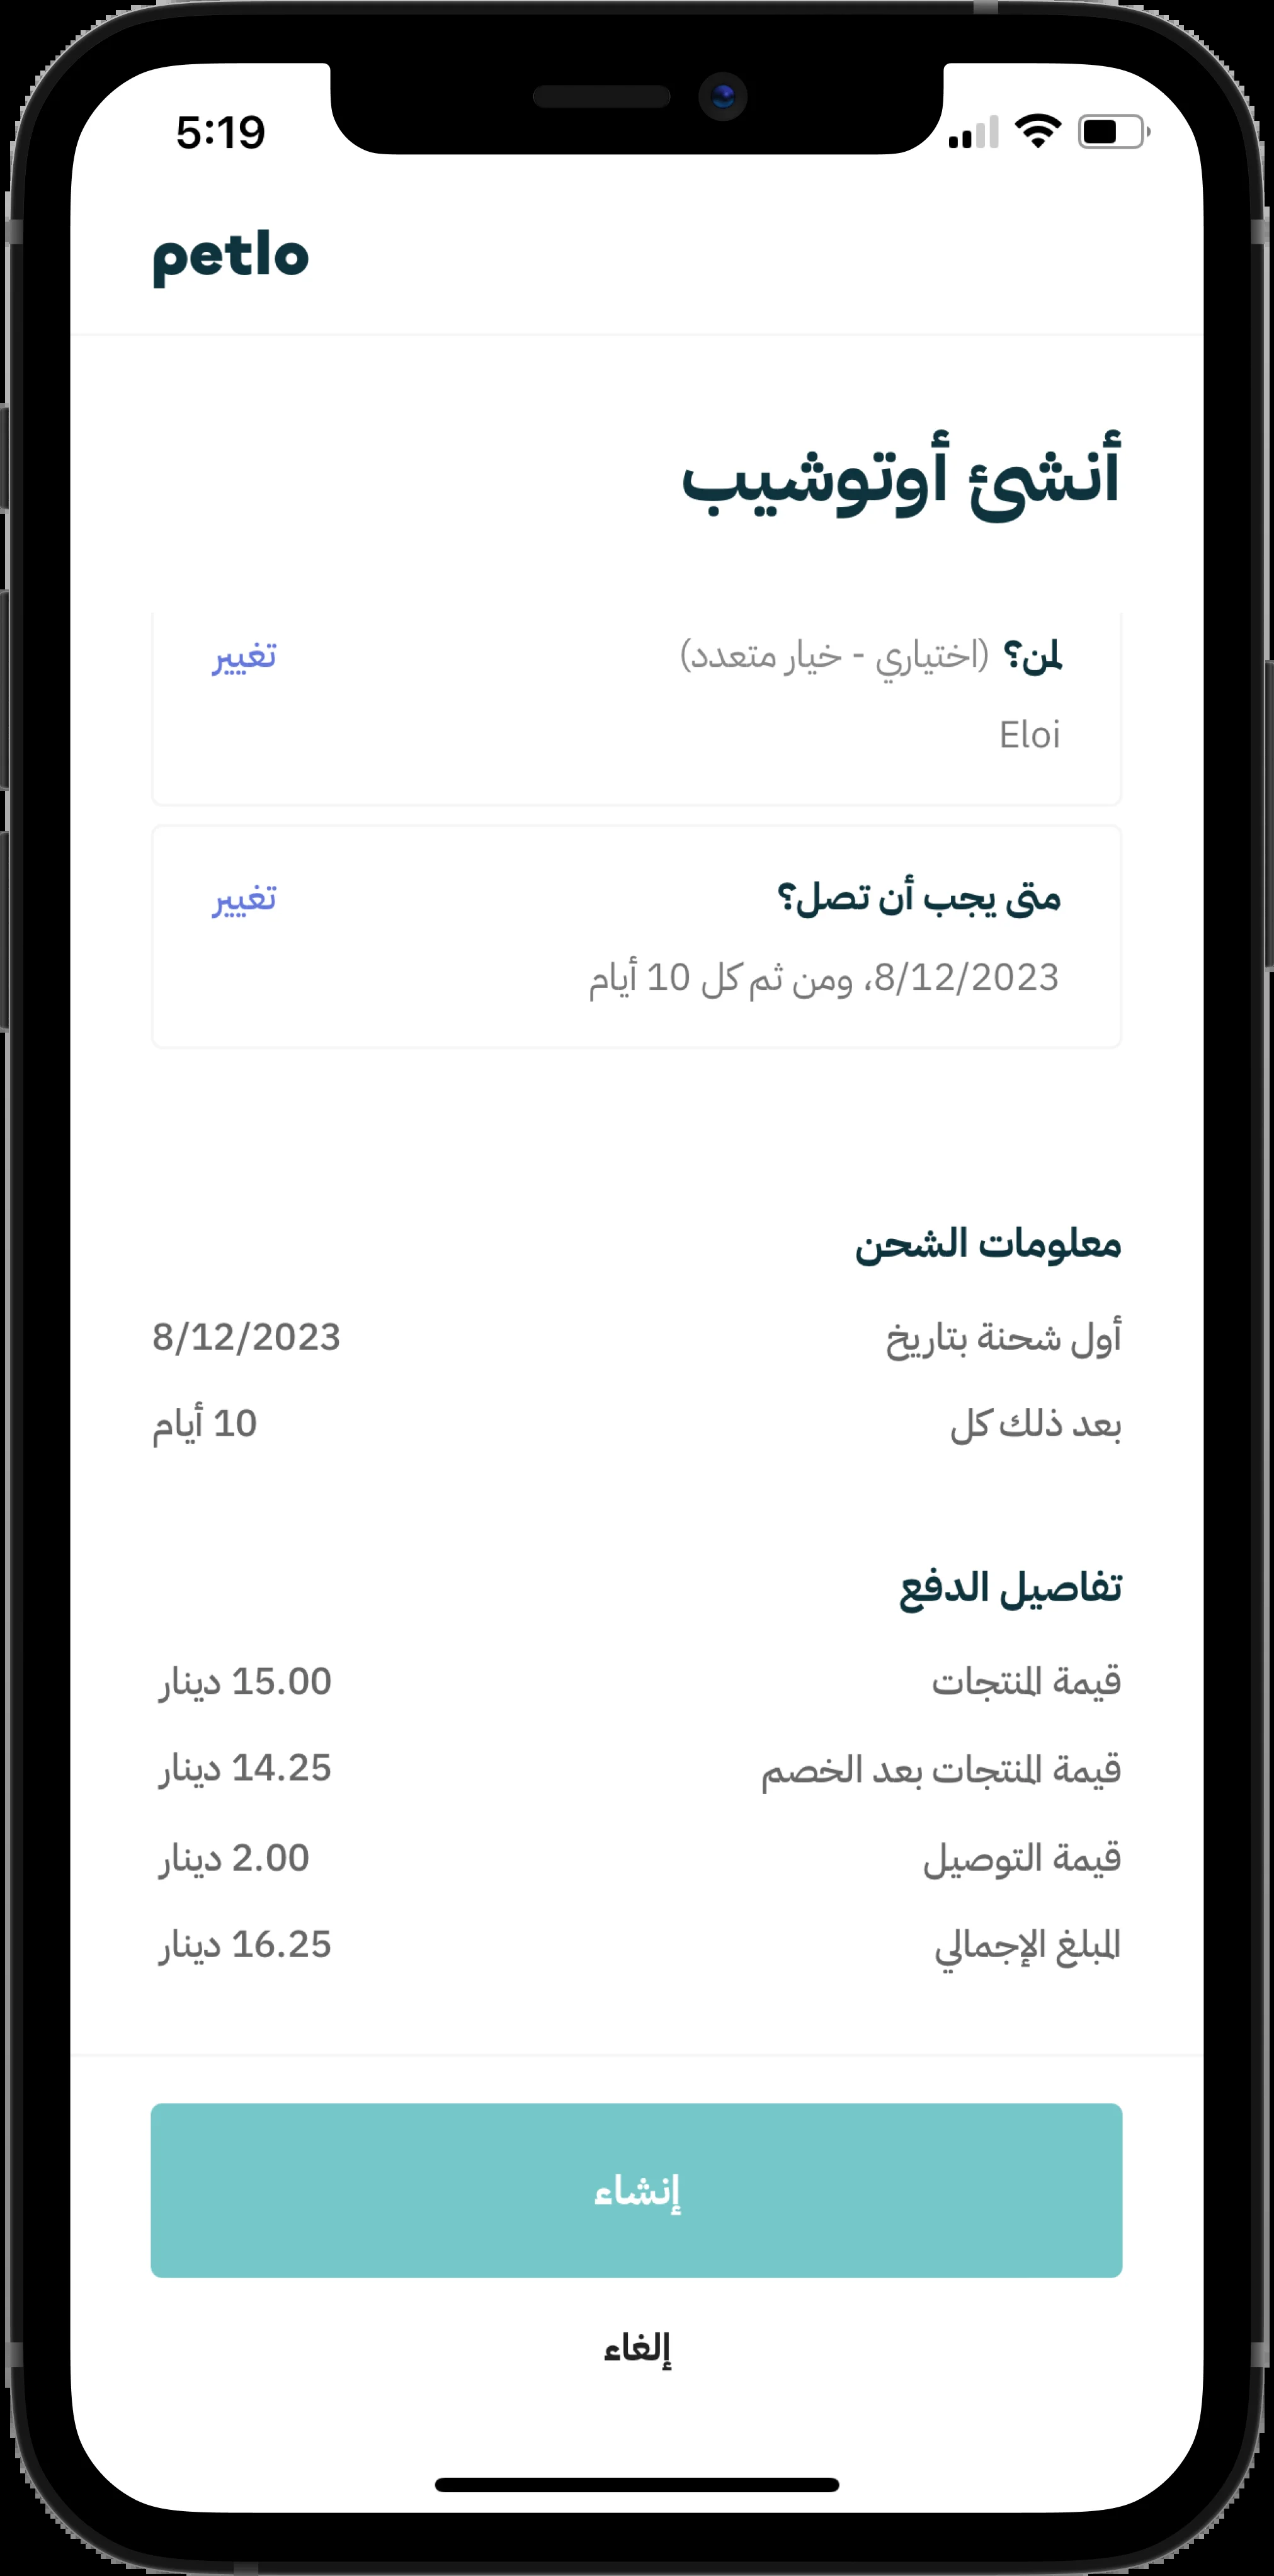 5:19
petlo
أنشئ أوتوشيب
لمن؟ (اختياري - خيار متعدد) تغيير
Eloi
متى يجب أن تصل؟ تغيير
8/12/2023، ومن ثم كل 10 أيام
معلومات الشحن
أول شحنة بتاريخ 8/12/2023
بعد ذلك كل 10 أيام
تفاصيل الدفع
قيمة المنتجات 15.00 دينار
قيمة المنتجات بعد الخصم 14.25 دينار
قيمة التوصيل 2.00 دينار
المبلغ الإجمالي 16.25 دينار
إنشاء
إلغاء